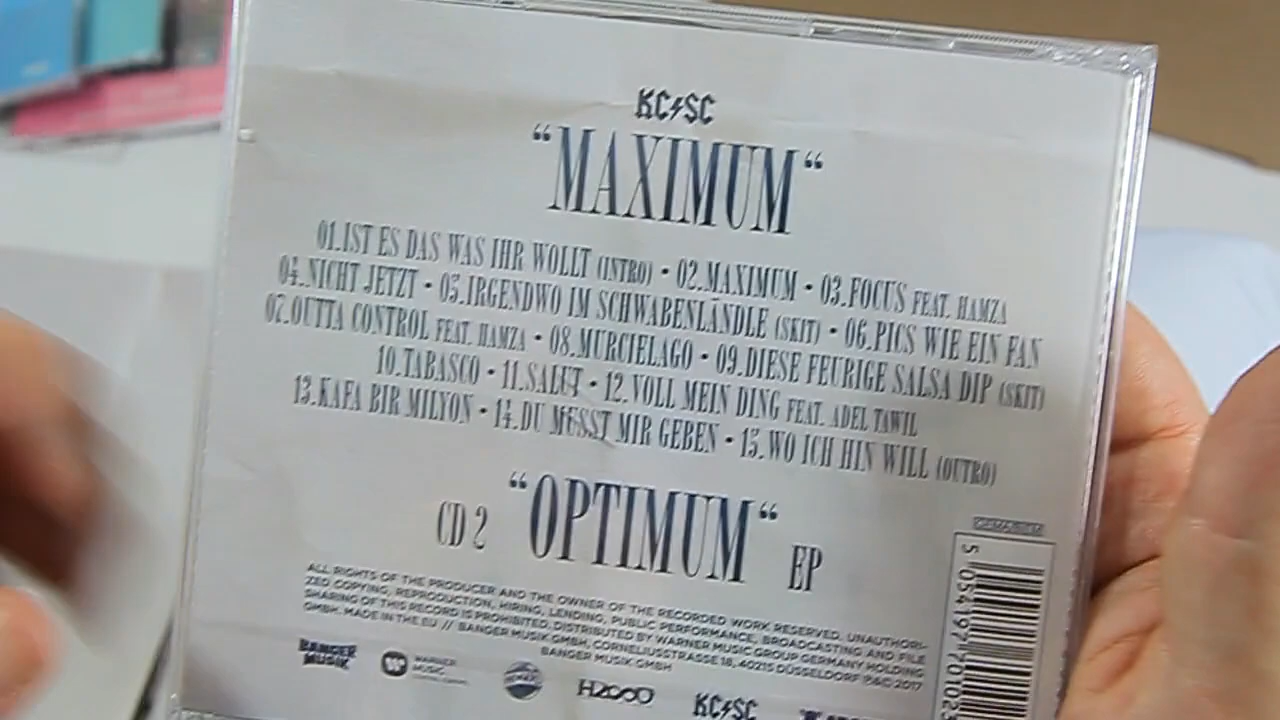 KC⚡SC
“MAXIMUM“
01.IST ES DAS WAS IHR WOLLT (INTRO) • 02.MAXIMUM • 03.FOCUS FEAT. HAMZA
04.NICHT JETZT • 05.IRGENDWO IM SCHWABENLÄNDLE (SKIT) • 06.PICS WIE EIN FAN
07.OUTTA CONTROL FEAT. HAMZA • 08.MURCIELAGO • 09.DIESE FEURIGE SALSA DIP (SKIT)
10.TABASCO • 11.SALUT • 12.VOLL MEIN DING FEAT. ADEL TAWIL
13.KAFA BIR MILYON • 14.DU MUSST MIR GEBEN • 15.WO ICH HIN WILL (OUTRO)
CD 2 “OPTIMUM“ EP
ALL RIGHTS OF THE PRODUCER AND THE OWNER OF THE RECORDED WORK RESERVED. UNAUTHORI-
ZED COPYING, REPRODUCTION, HIRING, LENDING, PUBLIC PERFORMANCE, BROADCASTING AND FILE
SHARING OF THIS RECORD IS PROHIBITED. DISTRIBUTED BY WARNER MUSIC GROUP GERMANY HOLDING
GMBH. MADE IN THE EU // BANGER MUSIK GMBH, CORNELIUSSTRASSE 18, 40215 DÜSSELDORF P&C 2017
BANGER MUSIK GMBH
BANGER MUSIK
WARNER MUSIC
H2OOO
KC⚡SC
5 054197 01023